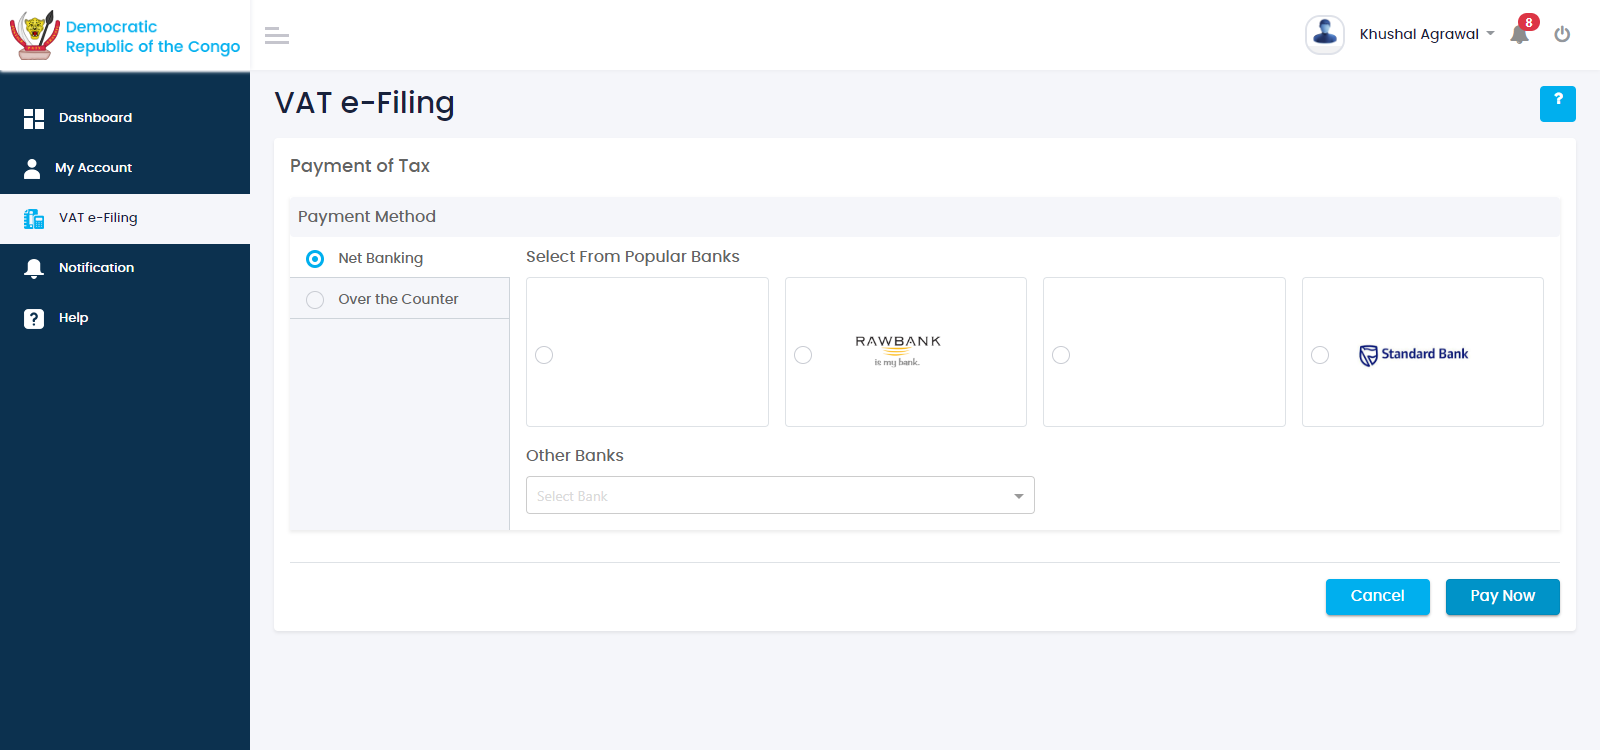 Democratic
Republic of the Congo
Khushal Agrawal
8
Dashboard
My Account
VAT e-Filing
Notification
Help
VAT e-Filing
?
Payment of Tax
Payment Method
Net Banking
Over the Counter
Select From Popular Banks
RAWBANK
is my bank.
Standard Bank
Other Banks
Select Bank
Cancel
Pay Now